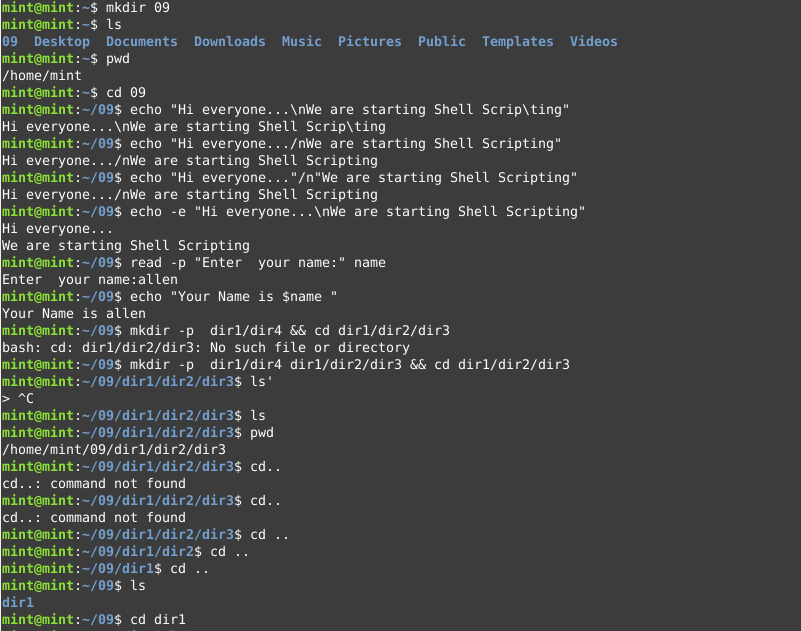 mint@mint:~$ mkdir 09
mint@mint:~$ ls
09  Desktop  Documents  Downloads  Music  Pictures  Public  Templates  Videos
mint@mint:~$ pwd
/home/mint
mint@mint:~$ cd 09
mint@mint:~/09$ echo "Hi everyone...\nWe are starting Shell Scrip\ting"
Hi everyone...\nWe are starting Shell Scrip\ting
mint@mint:~/09$ echo "Hi everyone.../nWe are starting Shell Scripting"
Hi everyone.../nWe are starting Shell Scripting
mint@mint:~/09$ echo "Hi everyone..."/n"We are starting Shell Scripting"
Hi everyone.../nWe are starting Shell Scripting
mint@mint:~/09$ echo -e "Hi everyone...\nWe are starting Shell Scripting"
Hi everyone...
We are starting Shell Scripting
mint@mint:~/09$ read -p "Enter  your name:" name
Enter  your name:allen
mint@mint:~/09$ echo "Your Name is $name "
Your Name is allen
mint@mint:~/09$ mkdir -p  dir1/dir4 && cd dir1/dir2/dir3
bash: cd: dir1/dir2/dir3: No such file or directory
mint@mint:~/09$ mkdir -p  dir1/dir4 dir1/dir2/dir3 && cd dir1/dir2/dir3
mint@mint:~/09/dir1/dir2/dir3$ ls'
> ^C
mint@mint:~/09/dir1/dir2/dir3$ ls
mint@mint:~/09/dir1/dir2/dir3$ pwd
/home/mint/09/dir1/dir2/dir3
mint@mint:~/09/dir1/dir2/dir3$ cd..
cd..: command not found
mint@mint:~/09/dir1/dir2/dir3$ cd..
cd..: command not found
mint@mint:~/09/dir1/dir2/dir3$ cd ..
mint@mint:~/09/dir1/dir2$ cd ..
mint@mint:~/09/dir1$ cd ..
mint@mint:~/09$ ls
dir1
mint@mint:~/09$ cd dir1